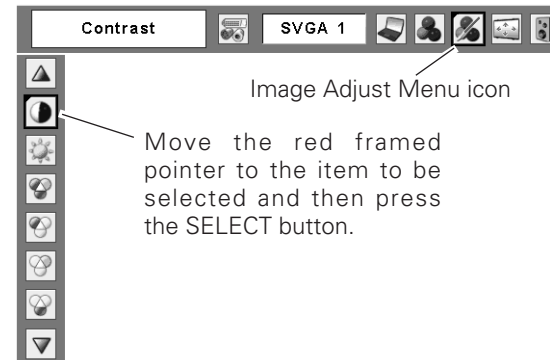 Contrast SVGA 1
Image Adjust Menu icon
Move the red framed
pointer to the item to be
selected and then press
the SELECT button.